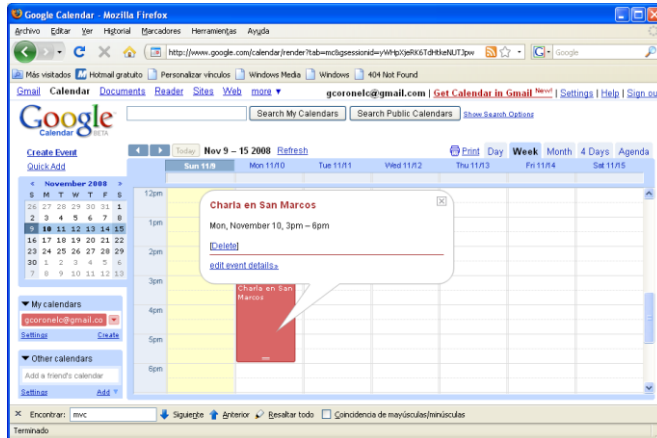 Google Calendar - Mozilla Firefox
Archivo Editar Ver Historial Marcadores Herramientas Ayuda
http://www.google.com/calendar/render?tab=mc&gsessionid=yWHpXjeRK6TdHtkeNUTJpw Google
Más visitados Hotmail gratuito Personalizar vínculos Windows Media Windows 404 Not Found
Gmail Calendar Documents Reader Sites Web more ▼ gcoronelc@gmail.com | Get Calendar in Gmail New! | Settings | Help | Sign ou
Google Calendar BETA
Search My Calendars Search Public Calendars Show Search Options
Create Event
Quick Add
Today Nov 9 – 15 2008 Refresh Print Day Week Month 4 Days Agenda
Sun 11/9 Mon 11/10 Tue 11/11 Wed 11/12 Thu 11/13 Fri 11/14 Sat 11/15
« November 2008 »
S M T W T F S
26 27 28 29 30 31 1
2 3 4 5 6 7 8
9 10 11 12 13 14 15
16 17 18 19 20 21 22
23 24 25 26 27 28 29
30 1 2 3 4 5 6
7 8 9 10 11 12 13
12pm
1pm
2pm
3pm
4pm
5pm
6pm
Charla en San Marcos
Mon, November 10, 3pm – 6pm
[Delete]
edit event details»
Charla en San
Marcos
▼ My calendars
gcoronelc@gmail.co
Settings Create
▼ Other calendars
Add a friend's calendar
Settings Add ▼
× Encontrar: mvc Siguiente Anterior Resaltar todo Coincidencia de mayúsculas/minúsculas
Terminado